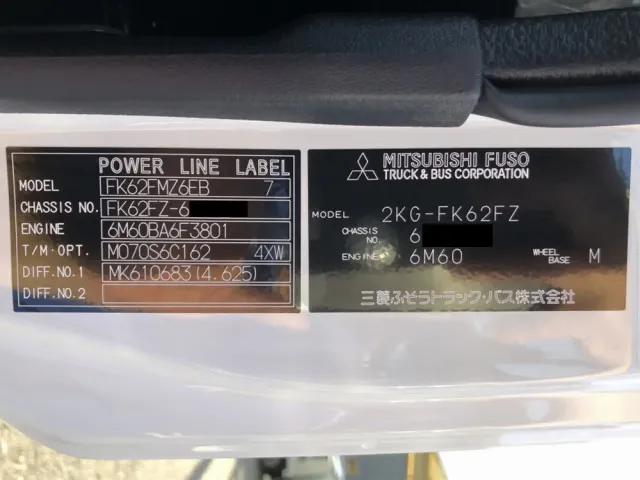 POWER LINE LABEL
MODEL FK62FMZ6EB 7
CHASSIS NO. FK62FZ-6
ENGINE 6M60BA6F3801
T/M·OPT. M070S6C162 4XW
DIFF.NO.1 MK610683(4.625)
DIFF.NO.2
MITSUBISHI FUSO
TRUCK & BUS CORPORATION
MODEL 2KG-FK62FZ
CHASSIS NO. 6
ENGINE 6M60 WHEEL BASE M
三菱ふそうトラック・バス株式会社